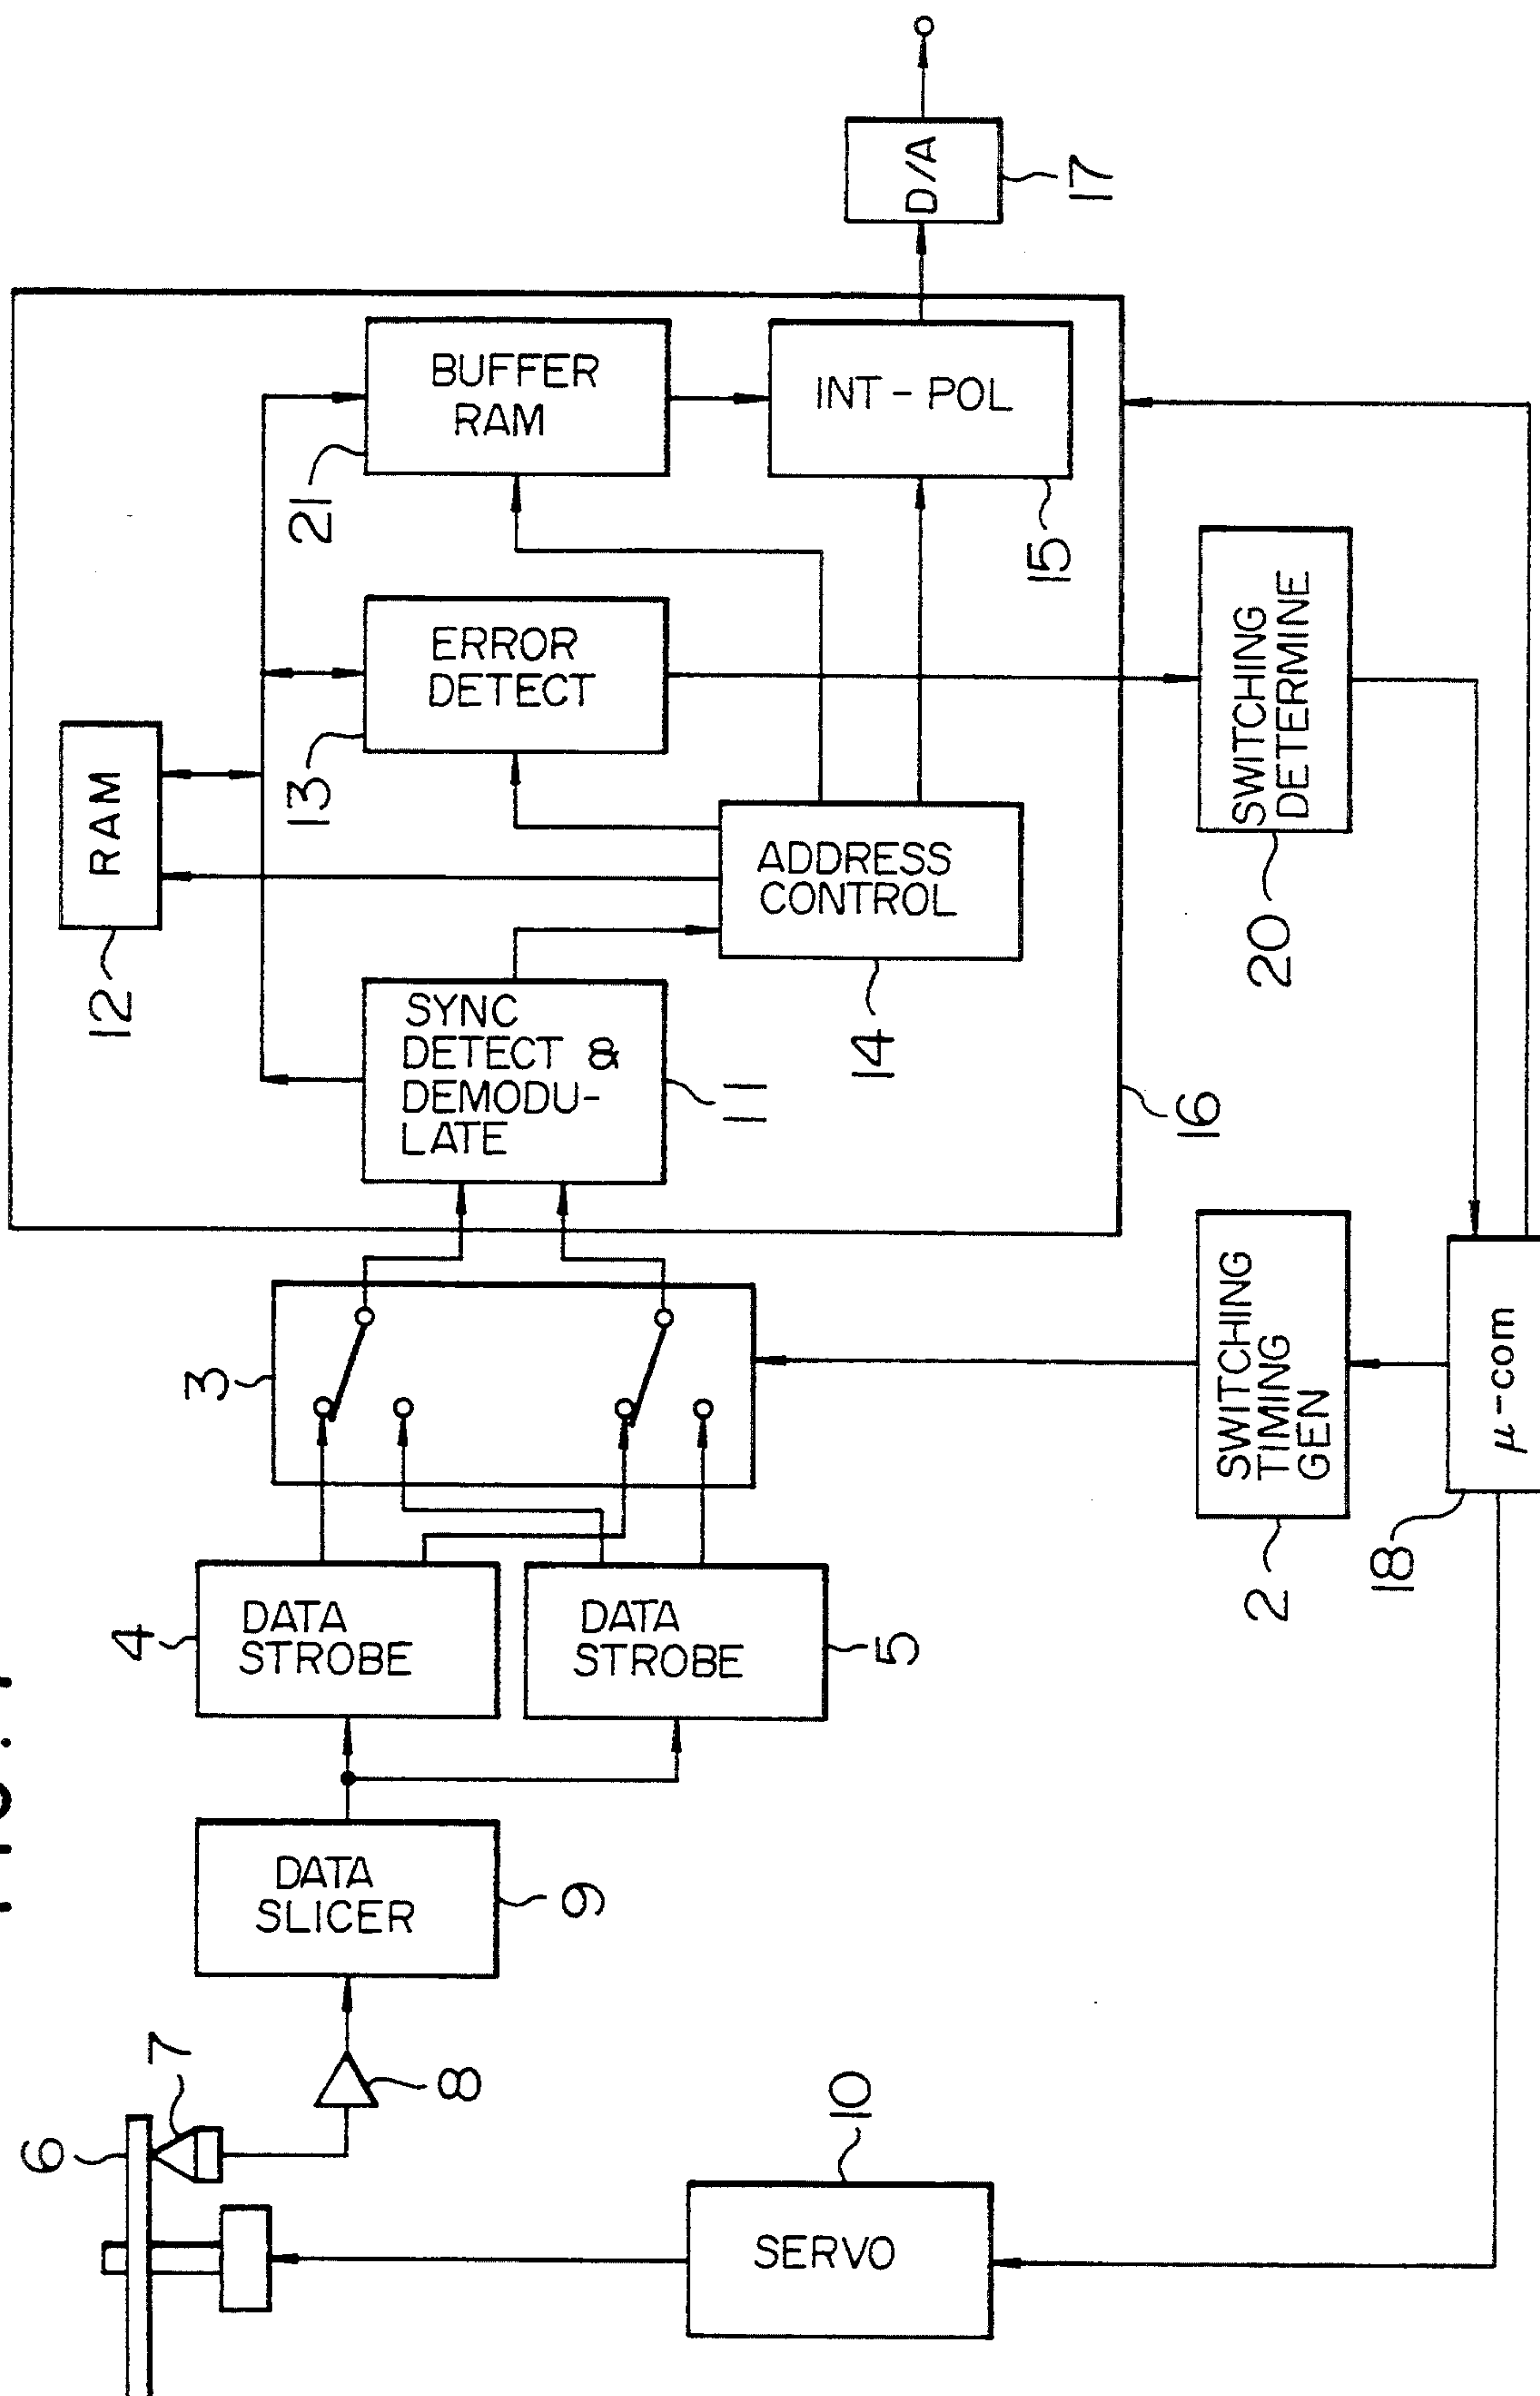 D/A
17
BUFFER
RAM
21
INT-POL
15
ERROR
DETECT
13
RAM
12
ADDRESS
CONTROL
14
SWITCHING
DETERMINE
20
SYNC
DETECT &
DEMODU-
LATE
11
16
3
SWITCHING
TIMING
GEN
2
μ-com
18
DATA
STROBE
4
DATA
STROBE
5
DATA
SLICER
9
7
8
6
10
SERVO